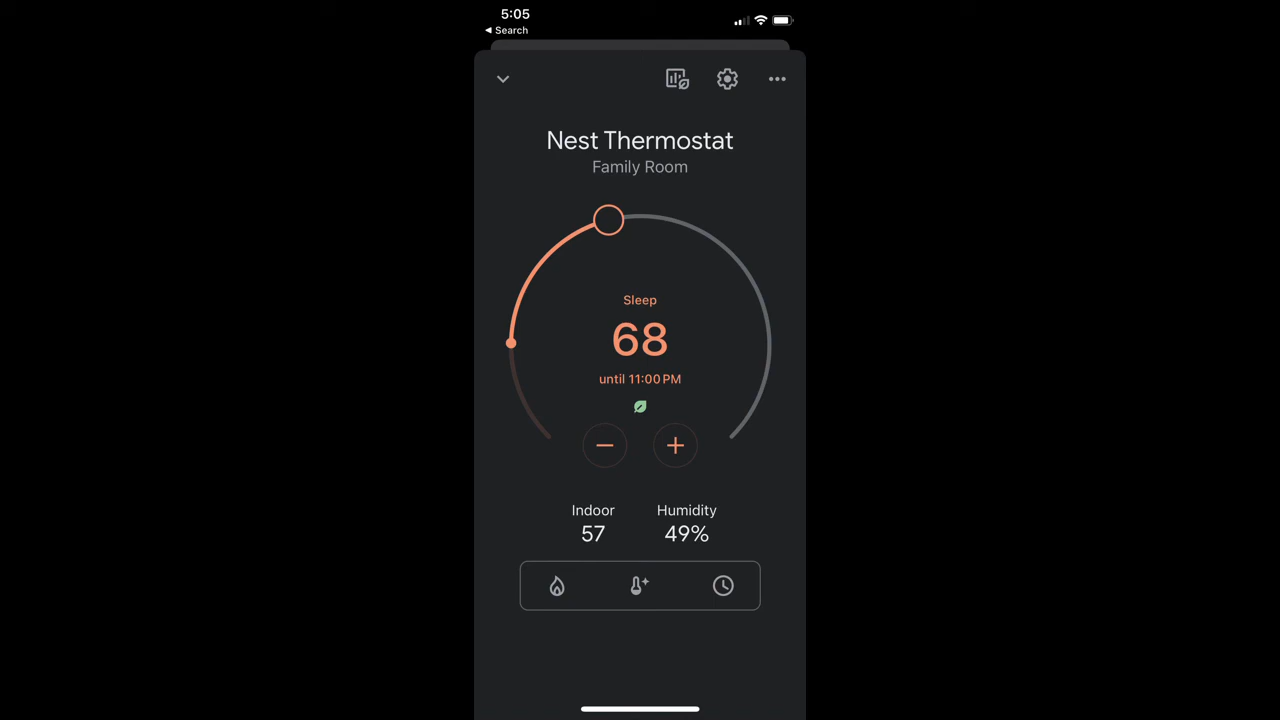 5:05
◀ Search
Nest Thermostat
Family Room
Sleep
68
until 11:00 PM
Indoor
Humidity
57
49%